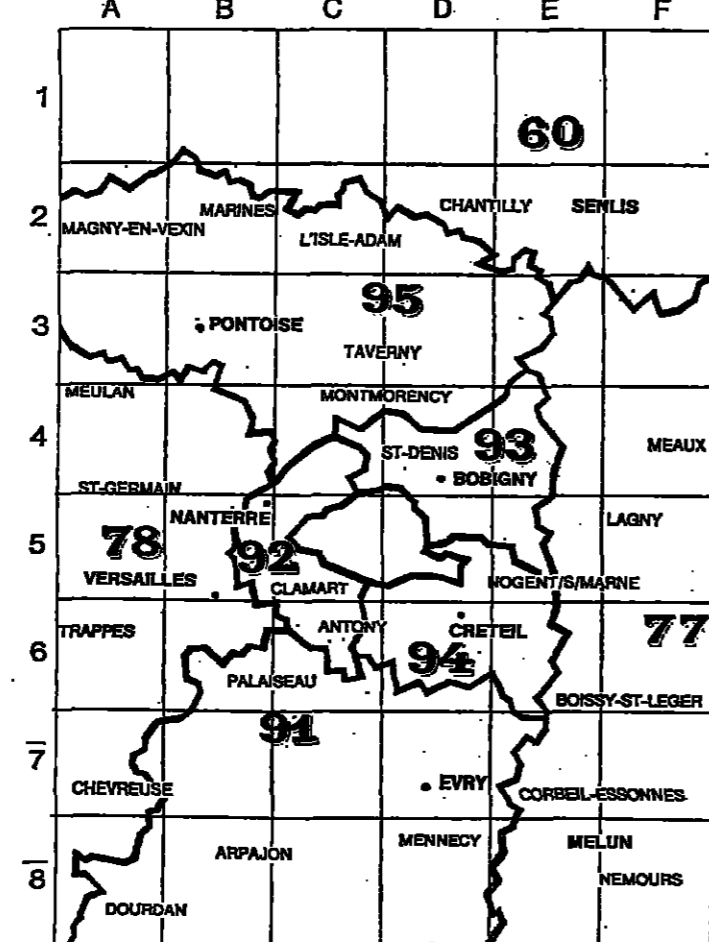 A B C D E F
1
60
2
CHANTILLY SENLIS
MARINES
MAGNY-EN-VEXIN
L'ISLE-ADAM
95
3
PONTOISE
TAVERNY
MEULAN
MONTMORENCY
4
93
MEAUX
ST-DENIS
BOBIGNY
ST-GERMAIN
NANTERRE
LAGNY
5
78
92
VERSAILLES
NOGENT/S/MARNE
CLAMART
TRAPPES
ANTONY
CRETEIL
77
6
94
PALAISEAU
BOISSY-ST-LEGER
91
7
EVRY
CHEVREUSE
CORBEIL-ESSONNES
MENNECY
MELUN
ARPAJON
8
NEMOURS
DOURDAN